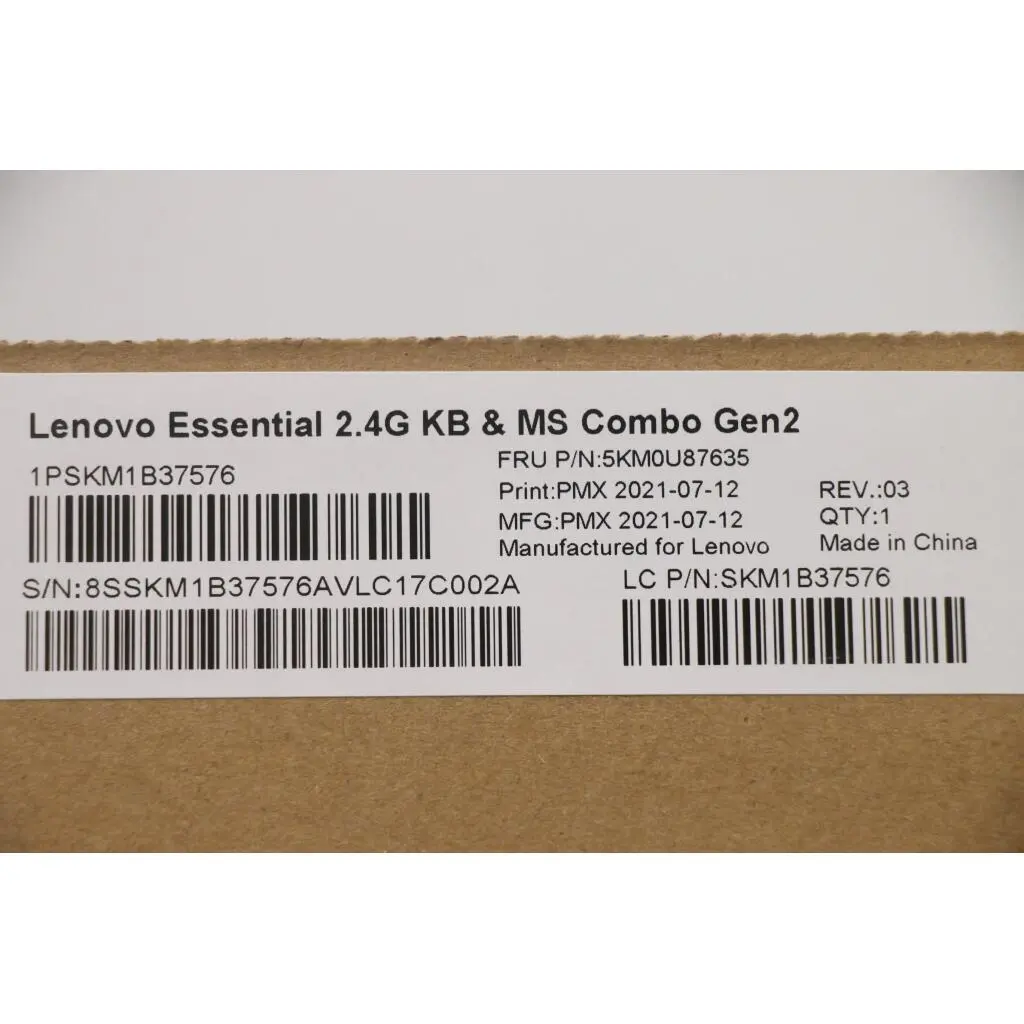 Lenovo Essential 2.4G KB & MS Combo Gen2
1PSKM1B37576
FRU P/N:5KM0U87635
Print:PMX 2021-07-12
REV.:03
MFG:PMX 2021-07-12
QTY:1
Manufactured for Lenovo
Made in China
S/N:8SSKM1B37576AVLC17C002A
LC P/N:SKM1B37576